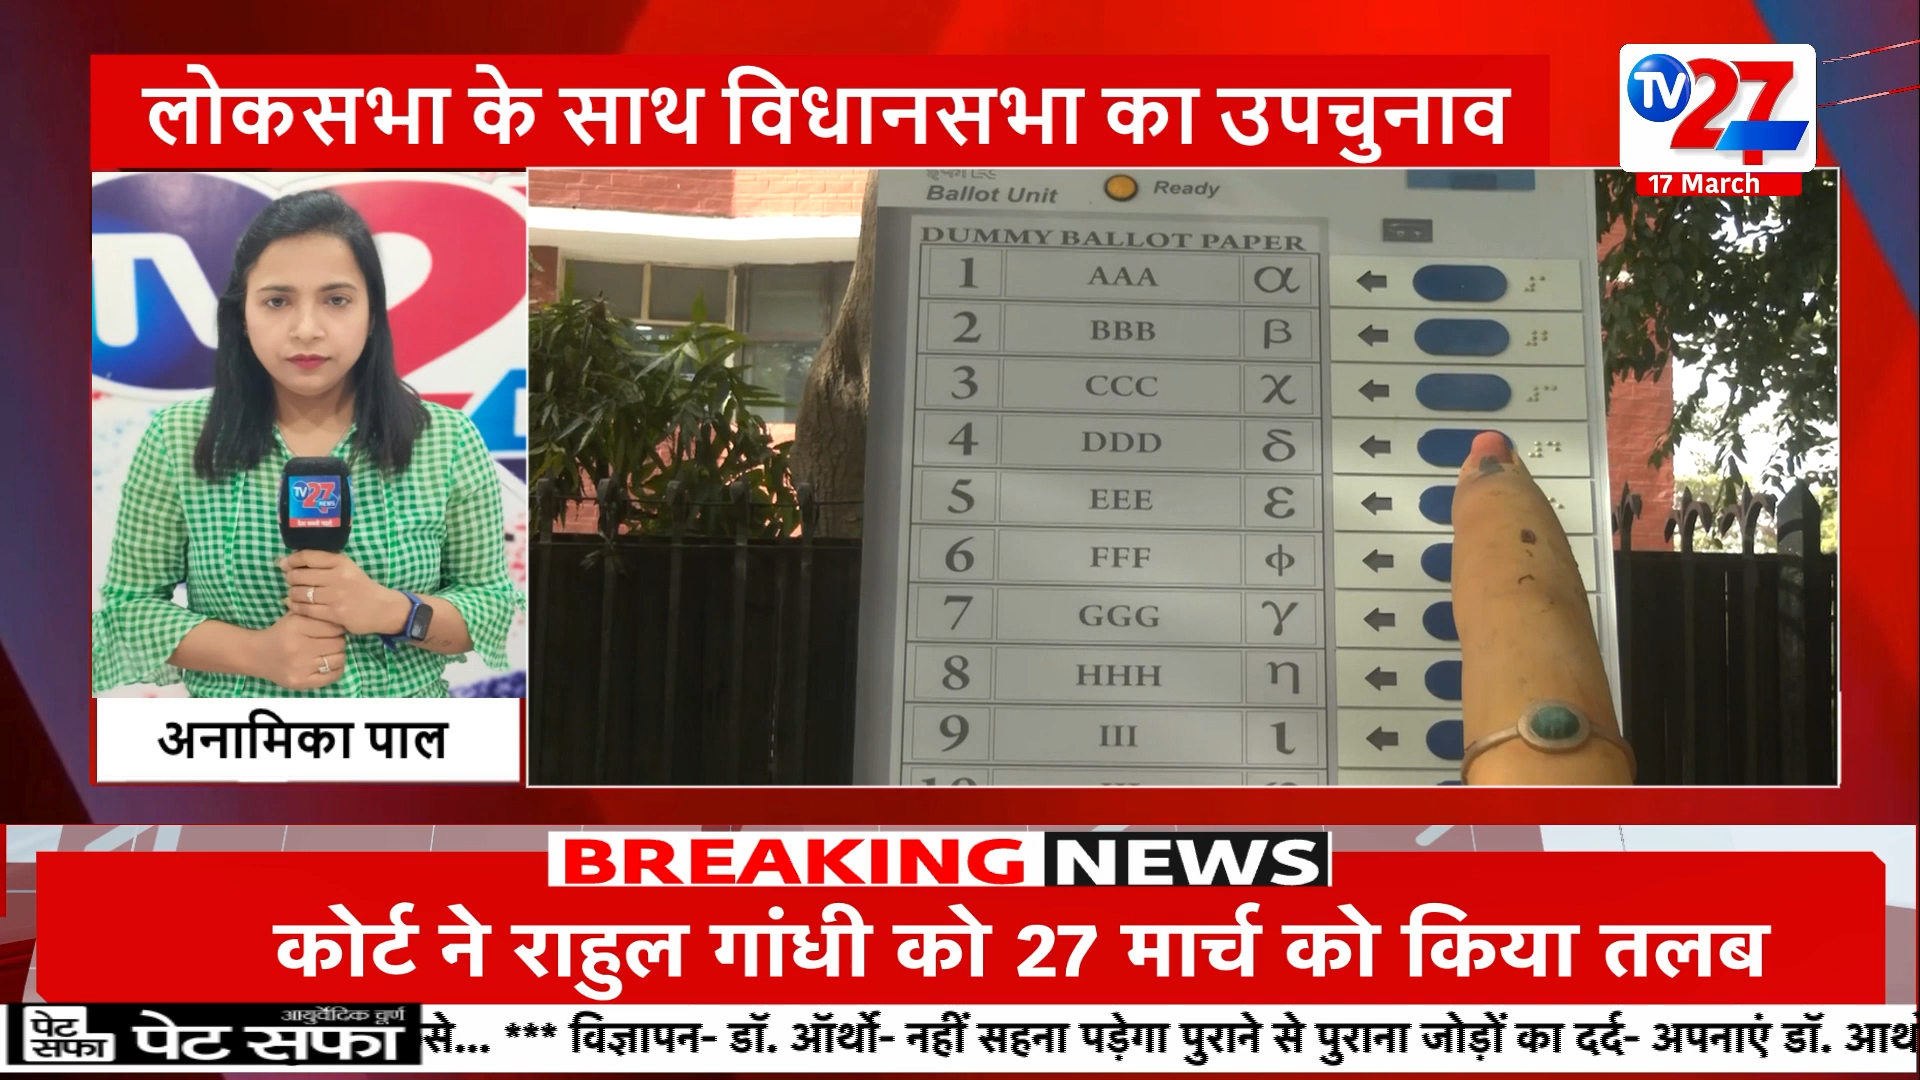 लोकसभा के साथ विधानसभा का उपचुनाव
TV27
17 March
Ballot Unit
Ready
DUMMY BALLOT PAPER
1 AAA α
2 BBB β
3 CCC χ
4 DDD δ
5 EEE ε
6 FFF φ
7 GGG γ
8 HHH η
9 III ι
TV27
NEWS
अनामिका पाल
BREAKING NEWS
कोर्ट ने राहुल गांधी को 27 मार्च को किया तलब
पेट सफा
आयुर्वेदिक चूर्ण
पेट सफा
से... *** विज्ञापन- डॉ. ऑर्थो- नहीं सहना पड़ेगा पुराने से पुराना जोड़ों का दर्द- अपनाएं डॉ.